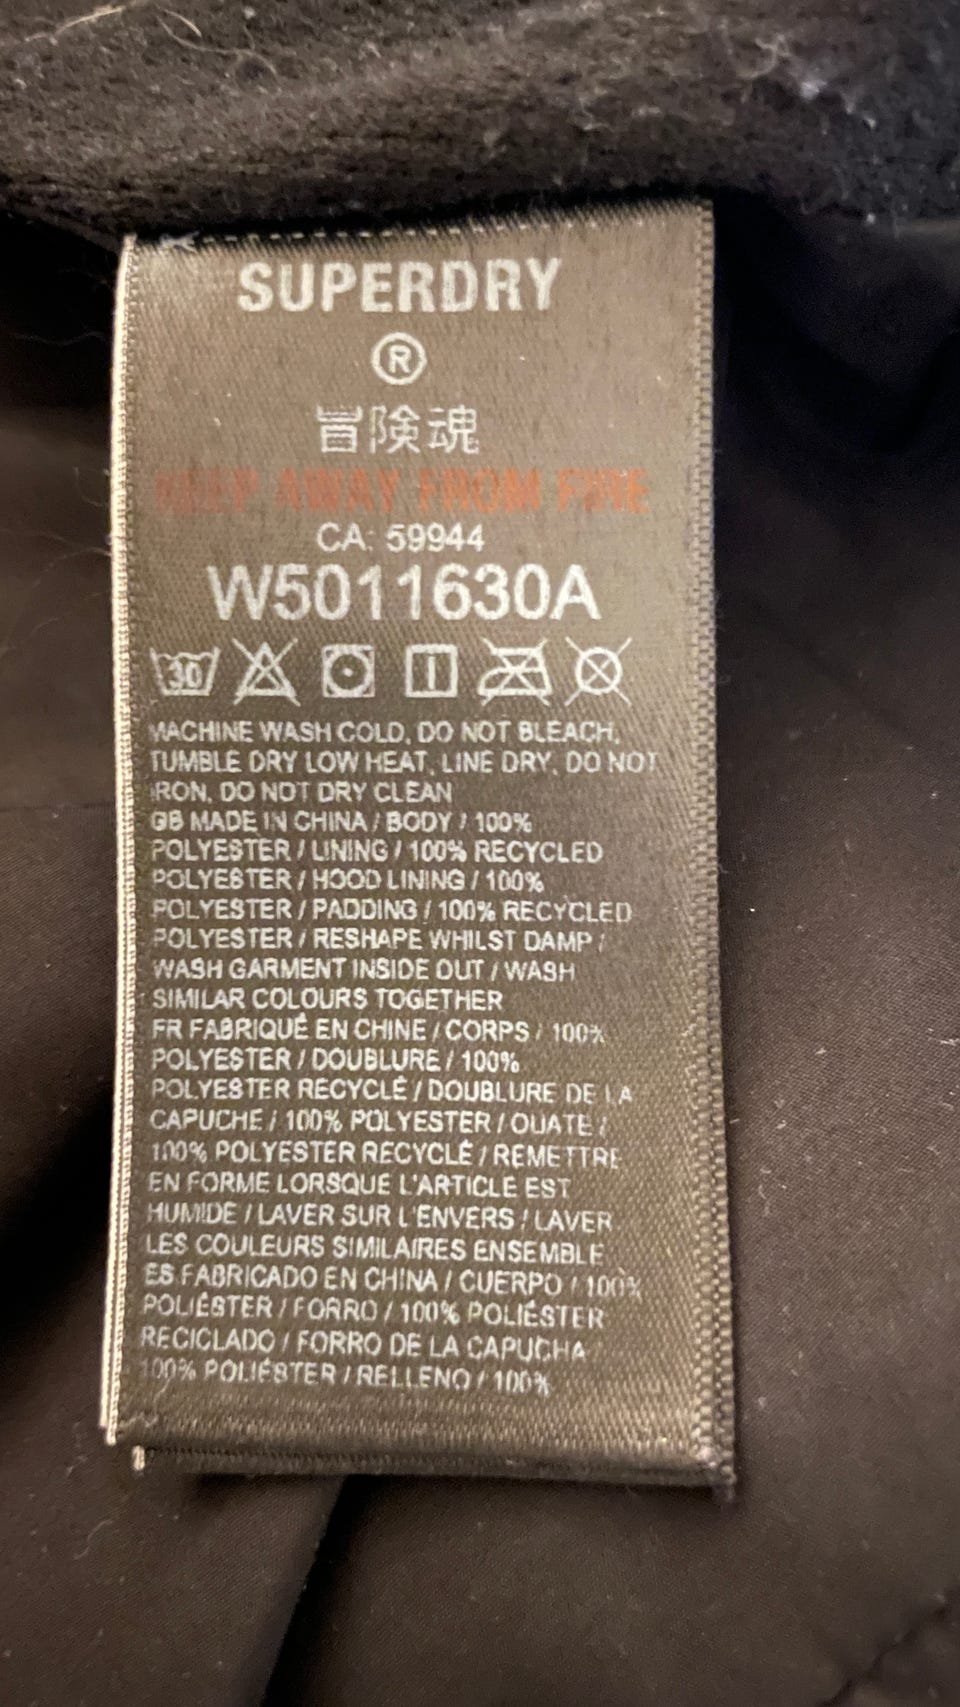 SUPERDRY
®
冒険魂
KEEP AWAY FROM FIRE
CA: 59944
W5011630A
30
MACHINE WASH COLD, DO NOT BLEACH,
TUMBLE DRY LOW HEAT, LINE DRY, DO NOT
IRON, DO NOT DRY CLEAN
GB MADE IN CHINA / BODY / 100%
POLYESTER / LINING / 100% RECYCLED
POLYESTER / HOOD LINING / 100%
POLYESTER / PADDING / 100% RECYCLED
POLYESTER / RESHAPE WHILST DAMP /
WASH GARMENT INSIDE OUT / WASH
SIMILAR COLOURS TOGETHER
FR FABRIQUÉ EN CHINE / CORPS / 100%
POLYESTER / DOUBLURE / 100%
POLYESTER RECYCLÉ / DOUBLURE DE LA
CAPUCHE / 100% POLYESTER / OUATE /
100% POLYESTER RECYCLÉ / REMETTRE
EN FORME LORSQUE L'ARTICLE EST
HUMIDE / LAVER SUR L'ENVERS / LAVER
LES COULEURS SIMILAIRES ENSEMBLE
ES FABRICADO EN CHINA / CUERPO / 100%
POLIÉSTER / FORRO / 100% POLIÉSTER
RECICLADO / FORRO DE LA CAPUCHA
100% POLIÉSTER / RELLENO / 100%